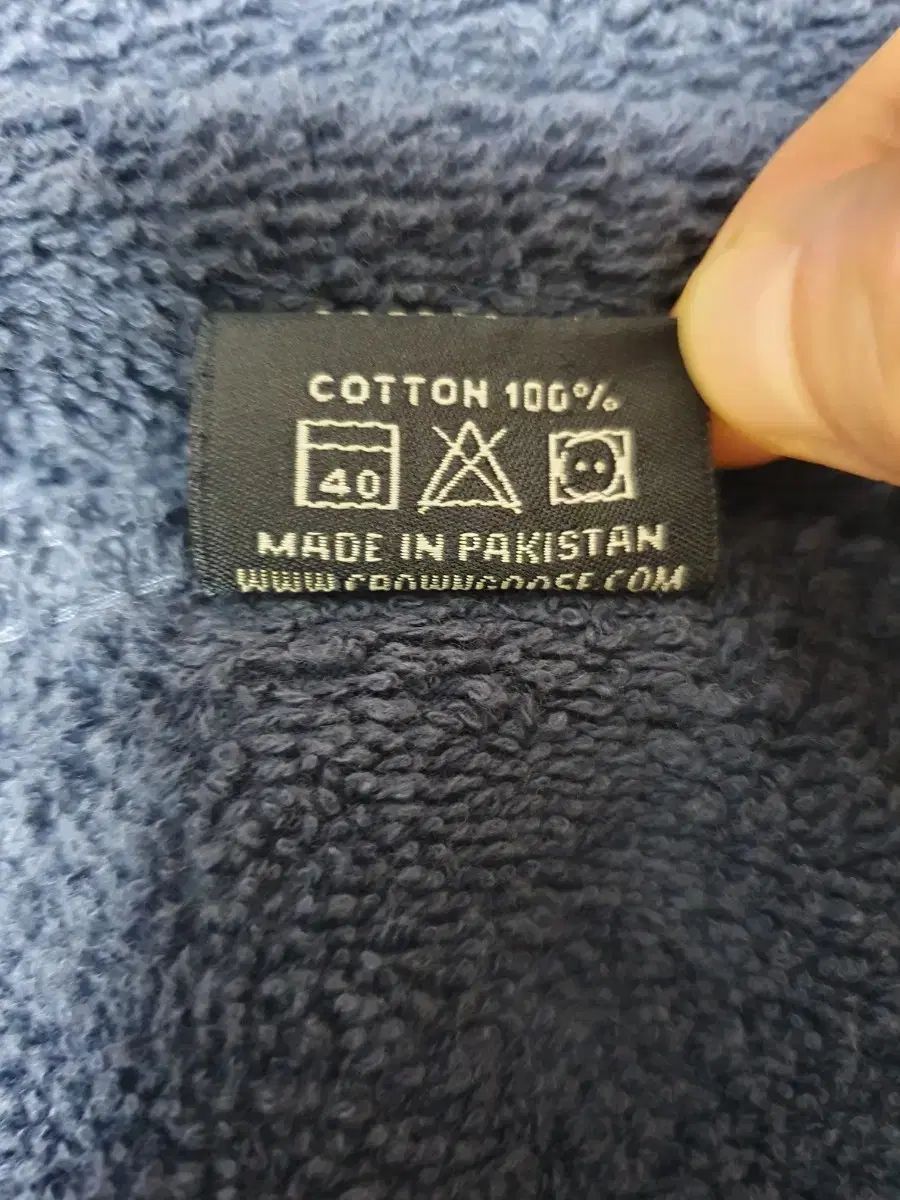 COTTON 100%
40
MADE IN PAKISTAN
WWW.CROWNGOOSE.COM